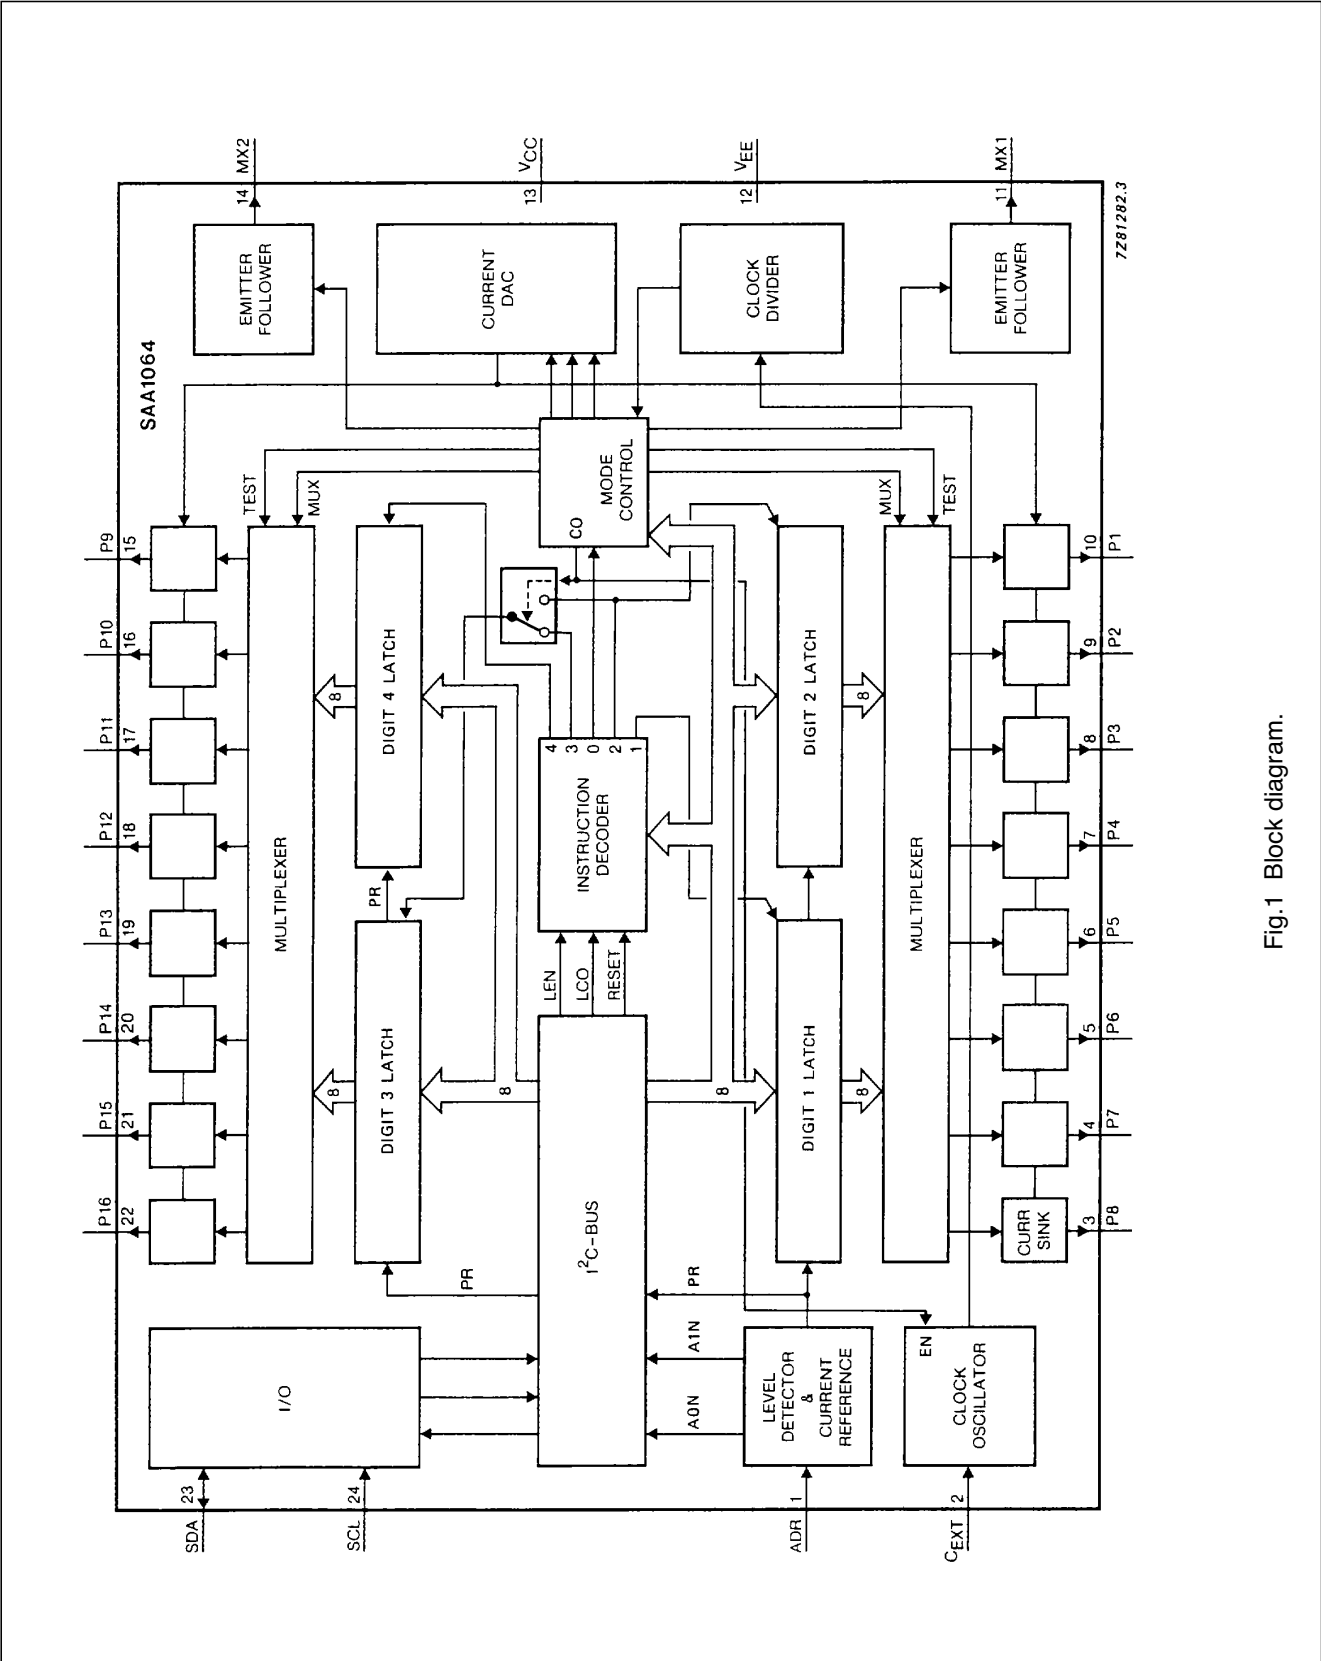 SAA1064
P16
P15
P14
P13
P12
P11
P10
P9
22
21
20
19
18
17
16
15
TEST
MUX
MULTIPLEXER
8
8
DIGIT 3 LATCH
PR
DIGIT 4 LATCH
SDA 23
SCL 24
I/O
PR
8
EMITTER
FOLLOWER
14 MX2
CURRENT
DAC
13 VCC
I²C-BUS
LEN
LCO
RESET
INSTRUCTION
DECODER
4
3
0
2
1
CO
MODE
CONTROL
CLOCK
DIVIDER
12 VEE
A0N
A1N
PR
8
ADR 1
LEVEL
DETECTOR
&
CURRENT
REFERENCE
DIGIT 1 LATCH
DIGIT 2 LATCH
8
8
MUX
TEST
MULTIPLEXER
CEXT 2
EN
CLOCK
OSCILLATOR
EMITTER
FOLLOWER
11 MX1
CURR
SINK
3
4
5
6
7
8
9
10
P8
P7
P6
P5
P4
P3
P2
P1
7Z81282.3
Fig.1 Block diagram.